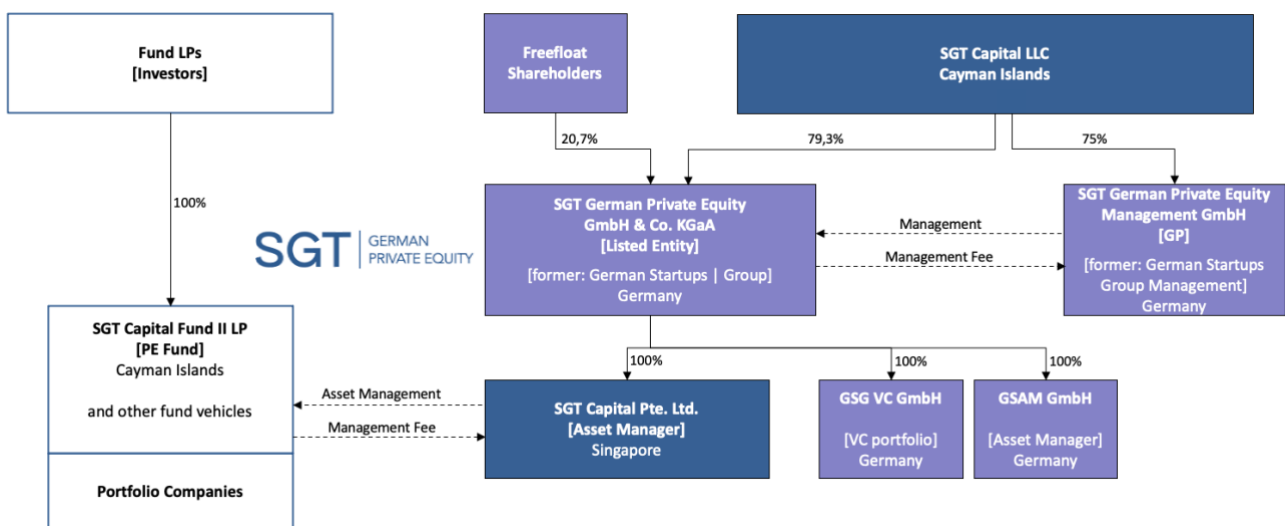 Fund LPs
[Investors]
Freefloat
Shareholders
SGT Capital LLC
Cayman Islands
20,7%
79,3%
75%
100%
SGT German Private Equity
GmbH & Co. KGaA
[Listed Entity]
[former: German Startups | Group]
Germany
Management
Management Fee
SGT German Private Equity
Management GmbH
[GP]
[former: German Startups
Group Management]
Germany
SGT | GERMAN
PRIVATE EQUITY
SGT Capital Fund II LP
[PE Fund]
Cayman Islands
and other fund vehicles
Portfolio Companies
Asset Management
Management Fee
100%
100%
100%
SGT Capital Pte. Ltd.
[Asset Manager]
Singapore
GSG VC GmbH
[VC portfolio]
Germany
GSAM GmbH
[Asset Manager]
Germany